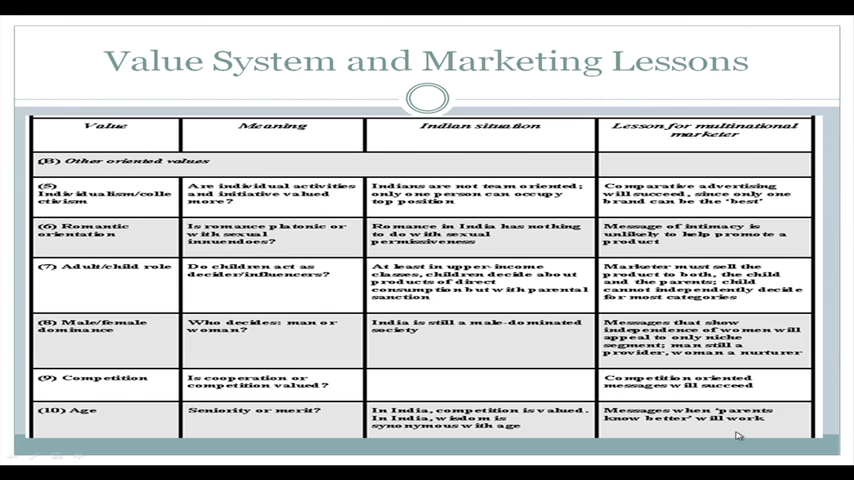 Value System and Marketing Lessons
Value
Meaning
Indian situation
Lesson for multinational
marketer
(B) Other oriented values
(5)
Individualism/colle
ctivism
Are individual activities
and initiative valued
more?
Indians are not team oriented;
only one person can occupy
top position
Comparative advertising
will succeed, since only one
brand can be the 'best'
(6) Romantic
orientation
Is romance platonic or
with sexual
innuendoes?
Romance in India has nothing
to do with sexual
permissiveness
Message of intimacy is
unlikely to help promote a
product
(7) Adult/child role
Do children act as
decider/influencers?
At least in upper-income
classes, children decide about
products of direct
consumption but with parental
sanction
Marketer must sell the
product to both, the child
and the parents; child
cannot independently decide
for most categories
(8) Male/female
dominance
Who decides: man or
woman?
India is still a male-dominated
society
Messages that show
independence of women will
appeal to only niche
segment; man still a
provider, woman a nurturer
(9) Competition
Is cooperation or
competition valued?
Competition oriented
messages will succeed
(10) Age
Seniority or merit?
In India, competition is valued.
In India, wisdom is
synonymous with age
Messages when 'parents
know better' will work